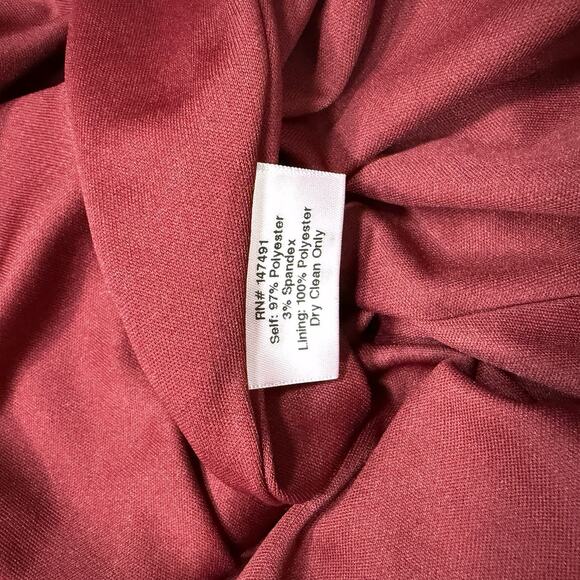 RN# 147491
Self: 97% Polyester
3% Spandex
Lining: 100% Polyester
Dry Clean Only